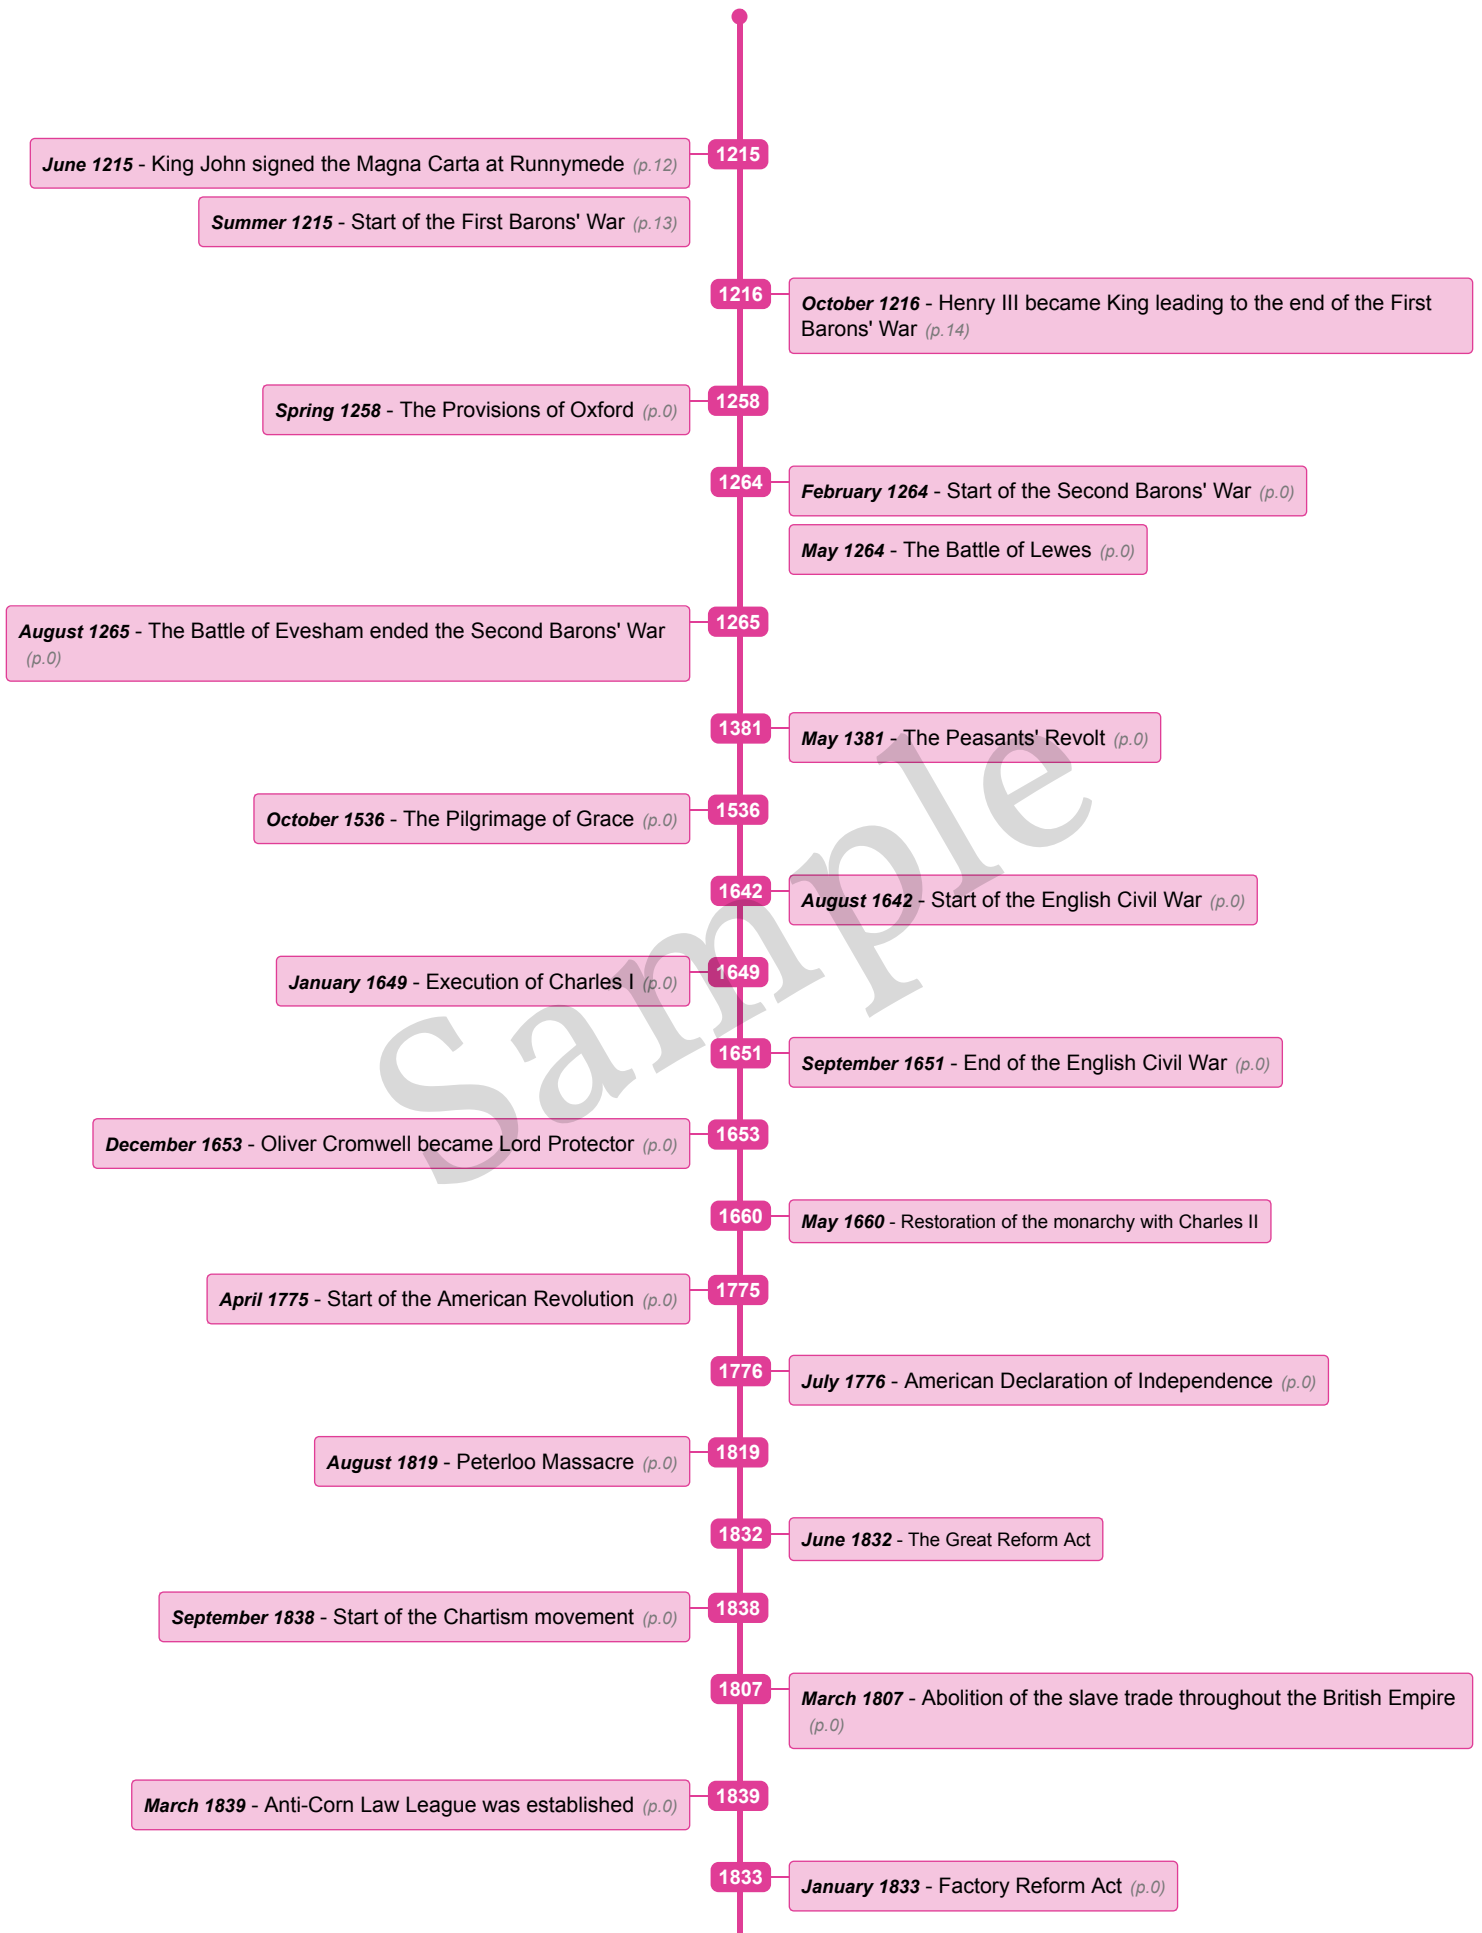 1215
June 1215 - King John signed the Magna Carta at Runnymede (p.12)
Summer 1215 - Start of the First Barons' War (p.13)
1216
October 1216 - Henry III became King leading to the end of the First
Barons' War (p.14)
1258
Spring 1258 - The Provisions of Oxford (p.0)
1264
February 1264 - Start of the Second Barons' War (p.0)
May 1264 - The Battle of Lewes (p.0)
1265
August 1265 - The Battle of Evesham ended the Second Barons' War
(p.0)
1381
May 1381 - The Peasants' Revolt (p.0)
1536
October 1536 - The Pilgrimage of Grace (p.0)
1642
August 1642 - Start of the English Civil War (p.0)
1649
January 1649 - Execution of Charles I (p.0)
1651
September 1651 - End of the English Civil War (p.0)
1653
December 1653 - Oliver Cromwell became Lord Protector (p.0)
1660
May 1660 - Restoration of the monarchy with Charles II
1775
April 1775 - Start of the American Revolution (p.0)
1776
July 1776 - American Declaration of Independence (p.0)
1819
August 1819 - Peterloo Massacre (p.0)
1832
June 1832 - The Great Reform Act
1838
September 1838 - Start of the Chartism movement (p.0)
1807
March 1807 - Abolition of the slave trade throughout the British Empire
(p.0)
1839
March 1839 - Anti-Corn Law League was established (p.0)
1833
January 1833 - Factory Reform Act (p.0)
Sample